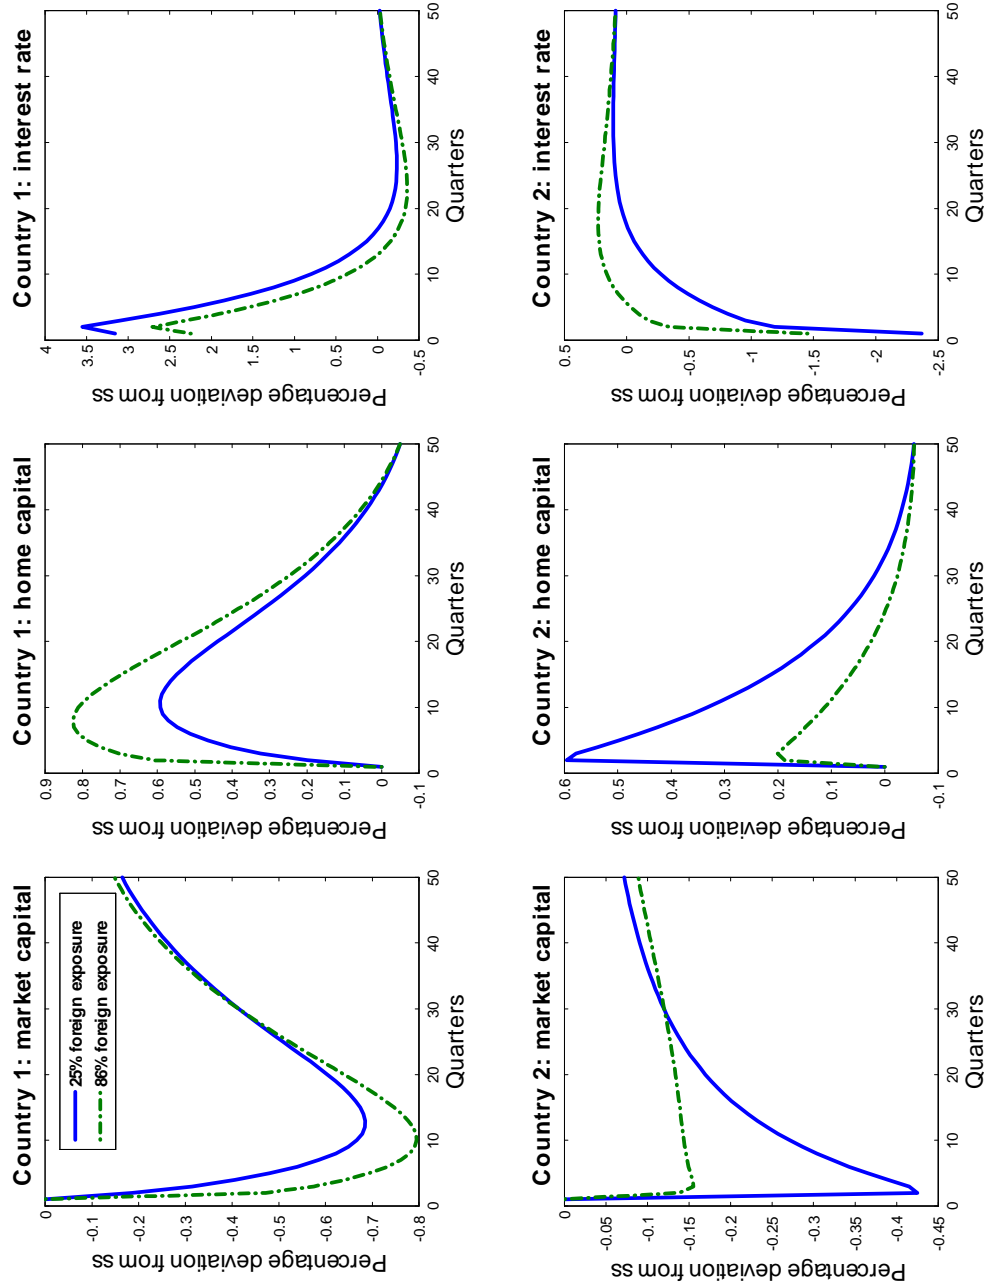 Country 1: market capital
Percentage deviation from ss
0
-0.1
-0.2
-0.3
-0.4
-0.5
-0.6
-0.7
-0.8
25% foreign exposure
86% foreign exposure
0 10 20 30 40 50
Quarters
Country 1: home capital
Percentage deviation from ss
0.9
0.8
0.7
0.6
0.5
0.4
0.3
0.2
0.1
0
-0.1
0 10 20 30 40 50
Quarters
Country 1: interest rate
Percentage deviation from ss
4
3.5
3
2.5
2
1.5
1
0.5
0
-0.5
0 10 20 30 40 50
Quarters
Country 2: market capital
Percentage deviation from ss
0
-0.05
-0.1
-0.15
-0.2
-0.25
-0.3
-0.35
-0.4
-0.45
0 10 20 30 40 50
Quarters
Country 2: home capital
Percentage deviation from ss
0.6
0.5
0.4
0.3
0.2
0.1
0
-0.1
0 10 20 30 40 50
Quarters
Country 2: interest rate
Percentage deviation from ss
0.5
0
-0.5
-1
-1.5
-2
-2.5
0 10 20 30 40 50
Quarters